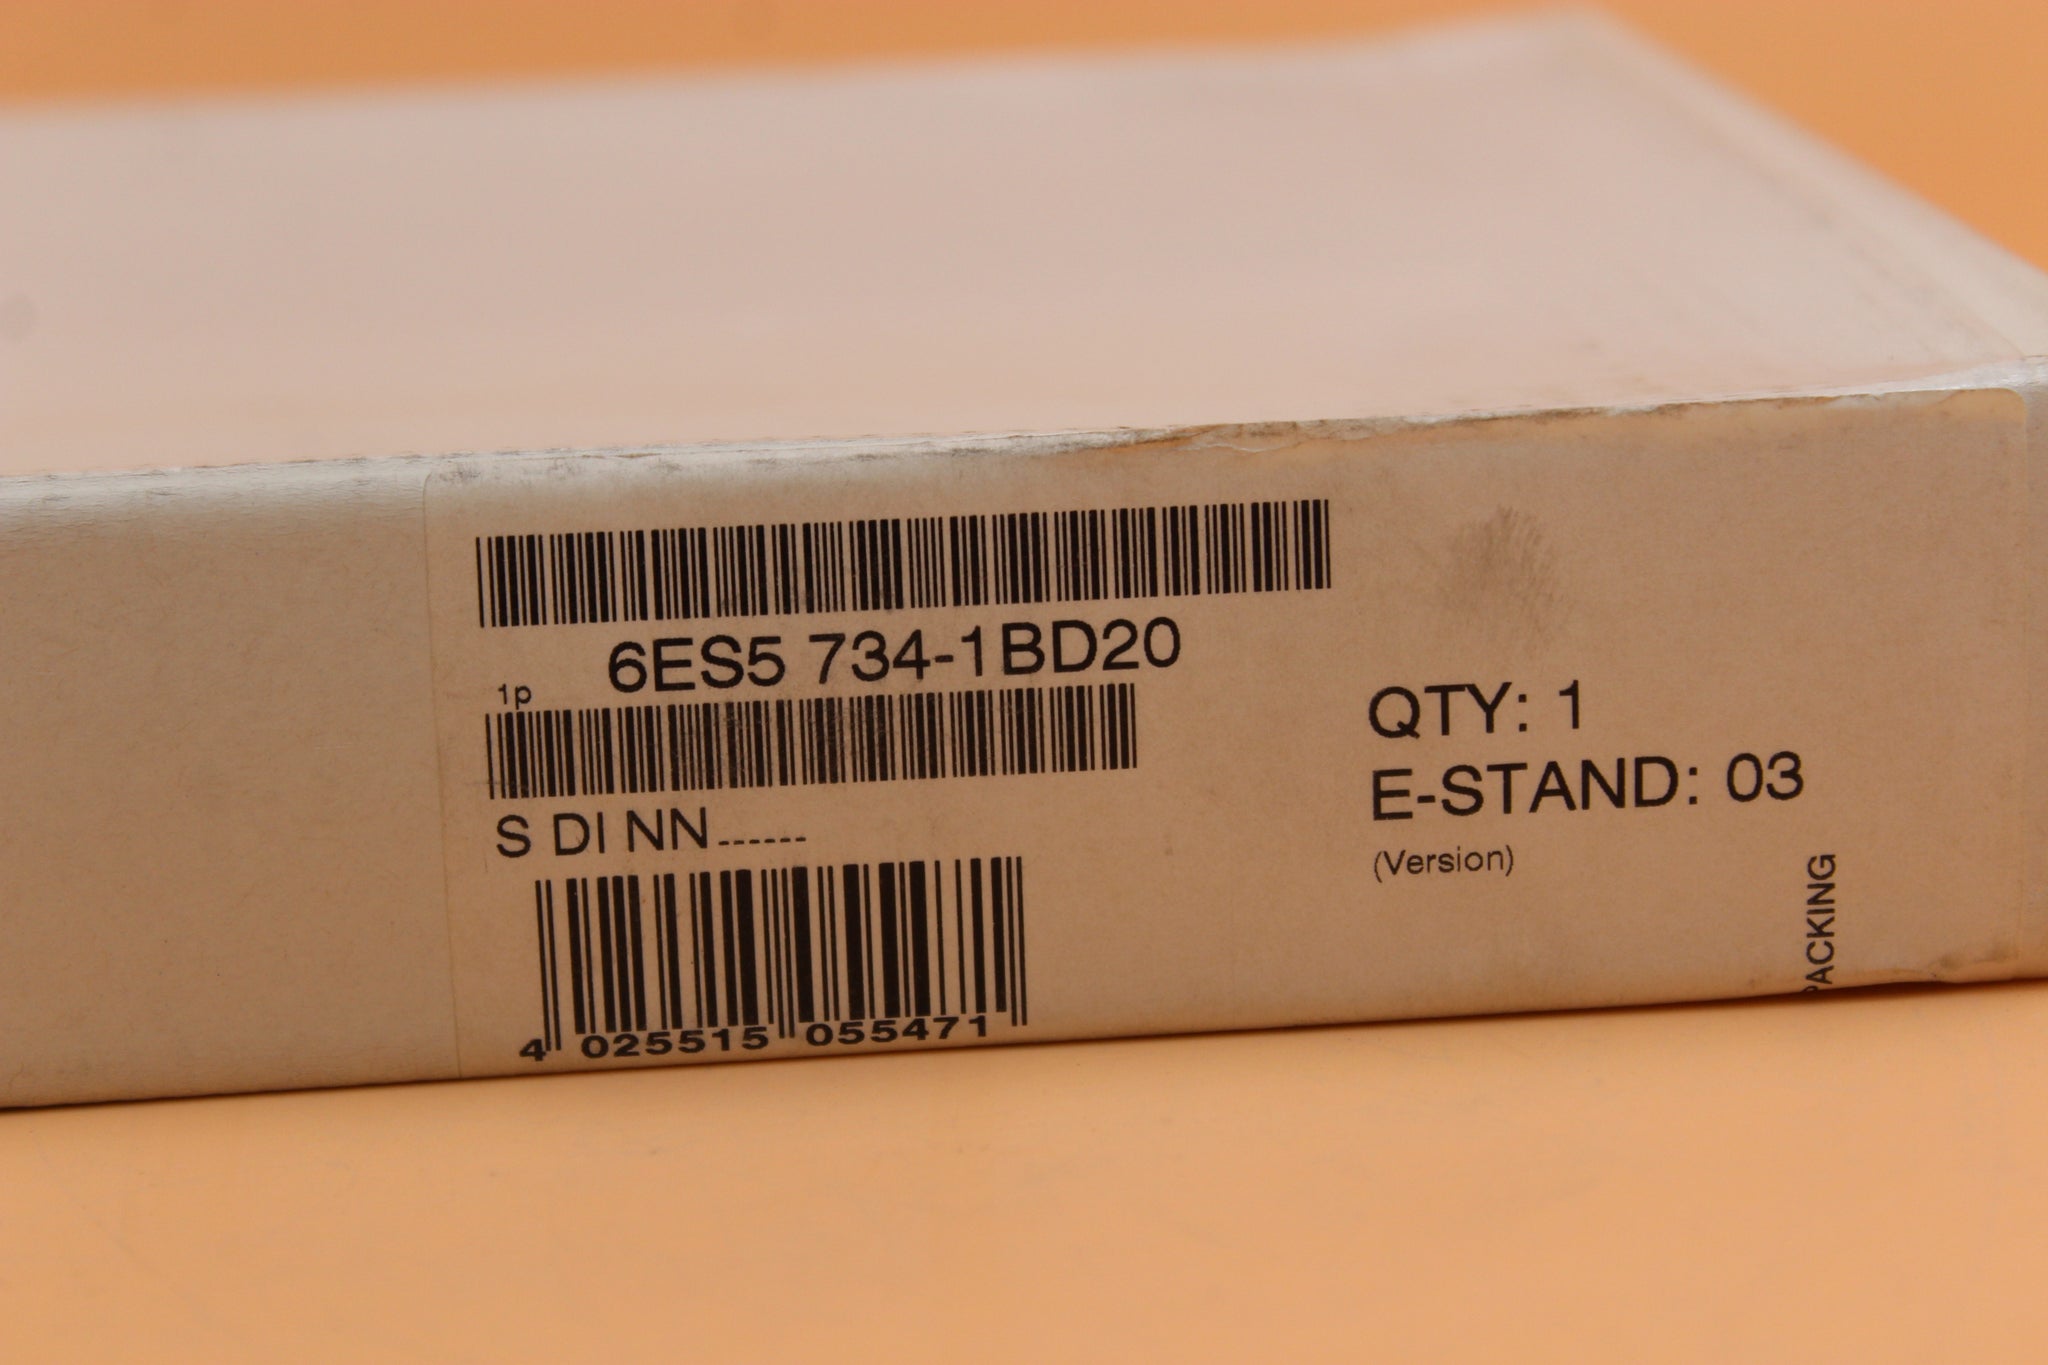 6ES5 734-1BD20
1p
S DI NN------
4 025515 055471
QTY: 1
E-STAND: 03
(Version)
PACKING